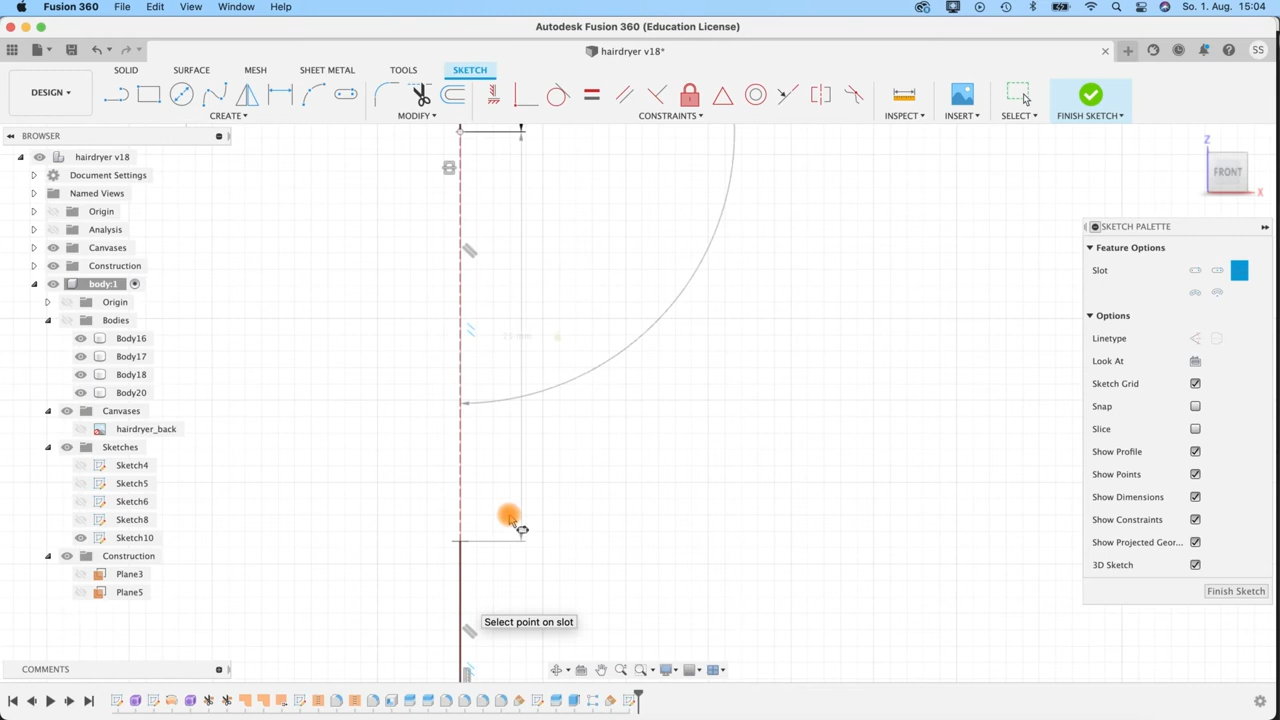 Fusion 360 File Edit View Window Help So. 1. Aug. 15:04
Autodesk Fusion 360 (Education License)
hairdryer v18*
SS
SOLID SURFACE MESH SHEET METAL TOOLS SKETCH
DESIGN
CREATE MODIFY CONSTRAINTS INSPECT INSERT SELECT FINISH SKETCH
BROWSER
hairdryer v18
Document Settings
Named Views
Origin
Analysis
Canvases
Construction
body:1
Origin
Bodies
Body16
Body17
Body18
Body20
Canvases
hairdryer_back
Sketches
Sketch4
Sketch5
Sketch6
Sketch8
Sketch10
Construction
Plane3
Plane5
COMMENTS
Select point on slot
Z
FRONT
X
SKETCH PALETTE
Feature Options
Slot
Options
Linetype
Look At
Sketch Grid
Snap
Slice
Show Profile
Show Points
Show Dimensions
Show Constraints
Show Projected Geor...
3D Sketch
Finish Sketch